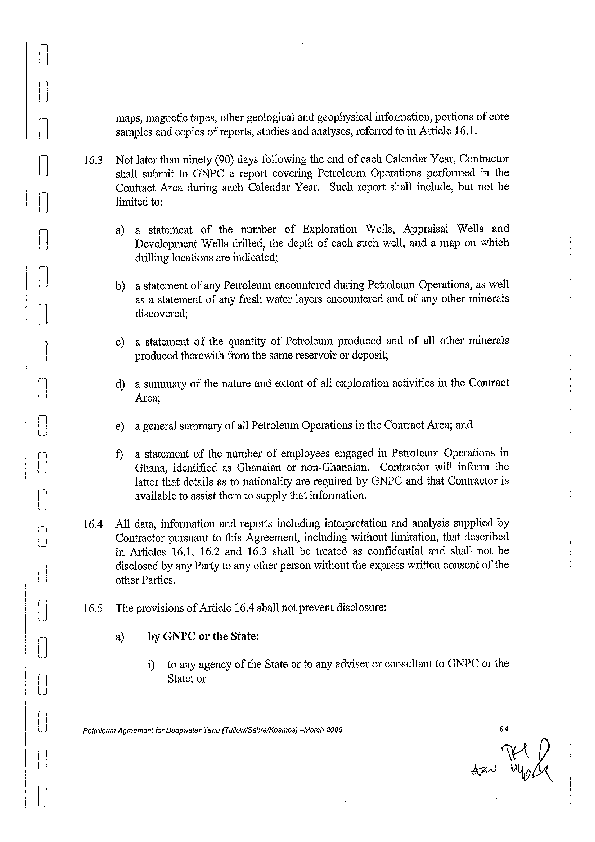 maps, magnetic tapes, other geological and geophysical information, portions of core
samples and copies of reports, studies and analyses, referred to in Article 16.1.
16.3 Not later than ninety (90) days following the end of each Calendar Year, Contractor
shall submit to GNPC a report covering Petroleum Operations performed in the
Contract Area during such Calendar Year. Such report shall include, but not be
limited to:
a) a statement of the number of Exploration Wells, Appraisal Wells and
Development Wells drilled, the depth of each such well, and a map on which
drilling locations are indicated;
b) a statement of any Petroleum encountered during Petroleum Operations, as well
as a statement of any fresh water layers encountered and of any other minerals
discovered;
c) a statement of the quantity of Petroleum produced and of all other minerals
produced therewith from the same reservoir or deposit;
d) a summary of the nature and extent of all exploration activities in the Contract
Area;
e) a general summary of all Petroleum Operations in the Contract Area; and
f) a statement of the number of employees engaged in Petroleum Operations in
Ghana, identified as Ghanaian or non-Ghanaian. Contractor will inform the
latter that details as to nationality are required by GNPC and that Contractor is
available to assist them to supply that information.
16.4 All data, information and reports including interpretation and analysis supplied by
Contractor pursuant to this Agreement, including without limitation, that described
in Articles 16.1, 16.2 and 16.3 shall be treated as confidential and shall not be
disclosed by any Party to any other person without the express written consent of the
other Parties.
16.5 The provisions of Article 16.4 shall not prevent disclosure:
a) by GNPC or the State:
i) to any agency of the State or to any adviser or consultant to GNPC or the
State; or
Petroleum Agreement for Deepwater Tano (Tullow/Sabre/Kosmos) –March 2006 64